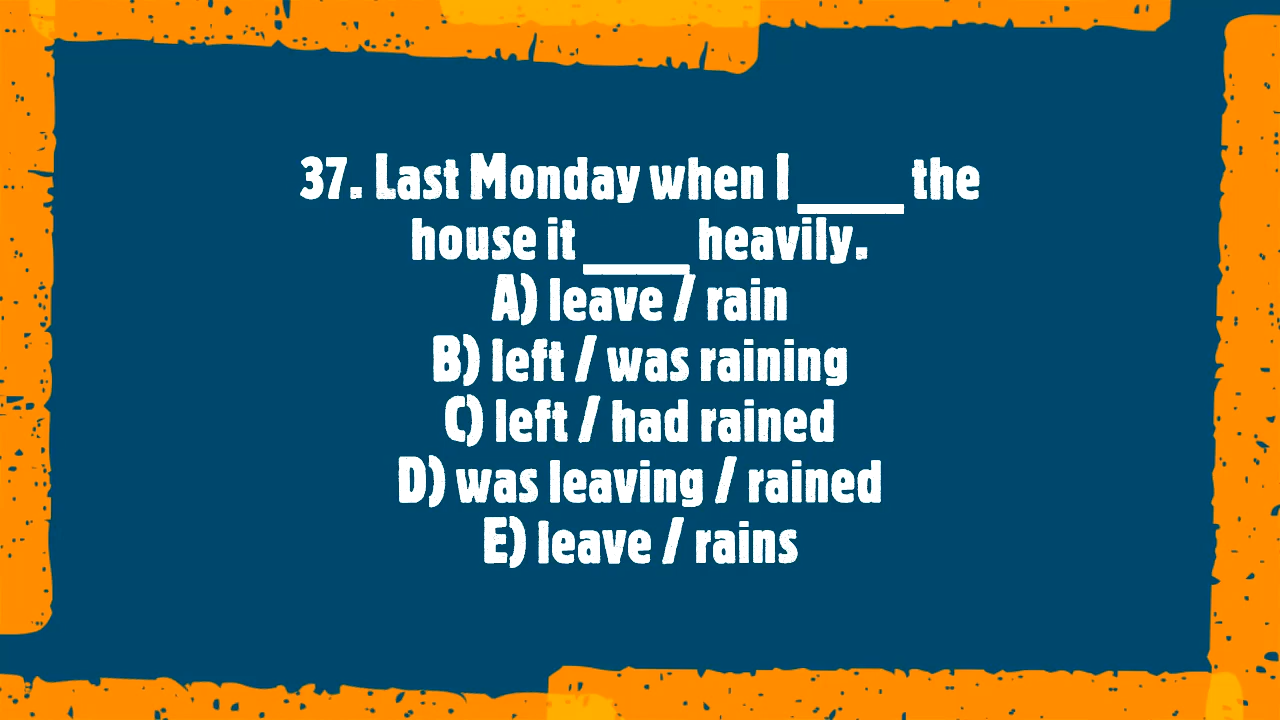 37. Last Monday when I ____ the
house it ____ heavily.
A) leave / rain
B) left / was raining
C) left / had rained
D) was leaving / rained
E) leave / rains